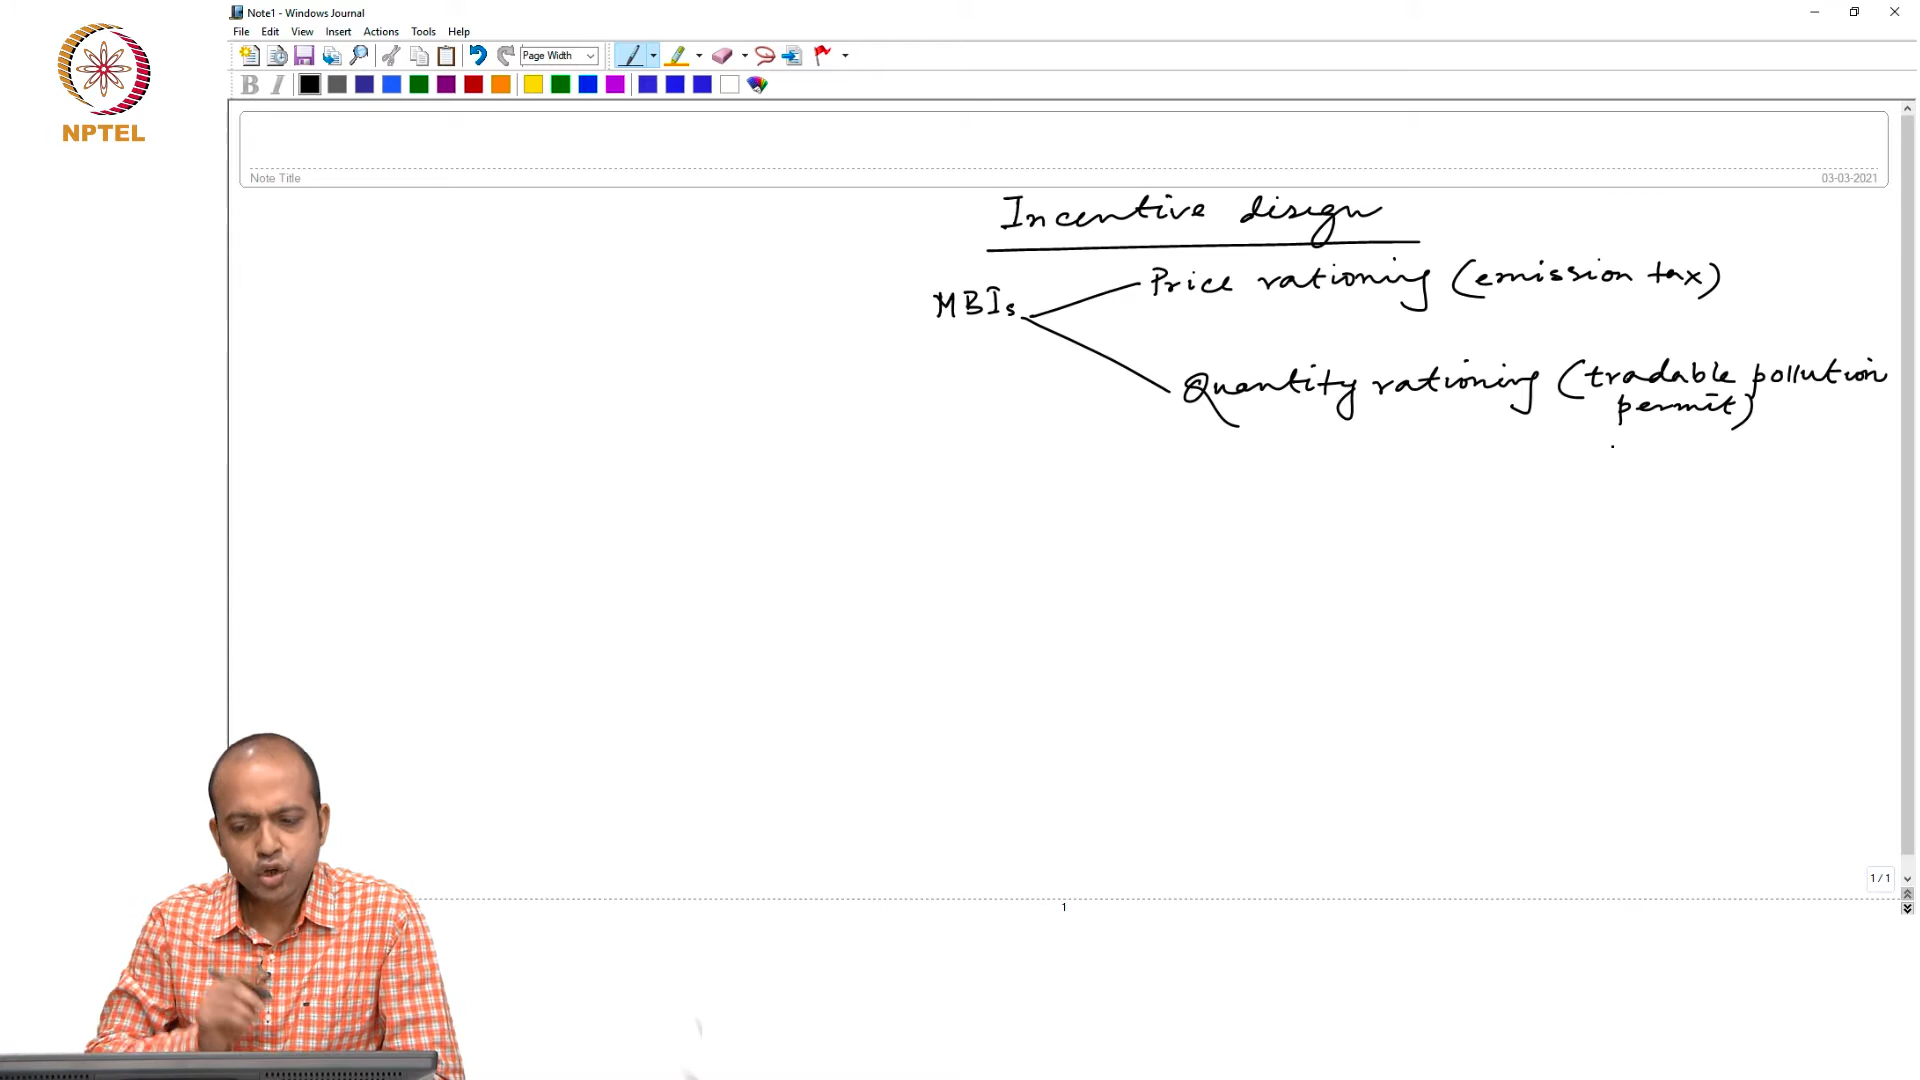 Note1 - Windows Journal
File Edit View Insert Actions Tools Help
Page Width
B I
NPTEL
Note Title
03-03-2021
Incentive disign
MBIs
Price rationing (emission tax)
Quantity rationing (tradable pollution
permit)
1 / 1
1